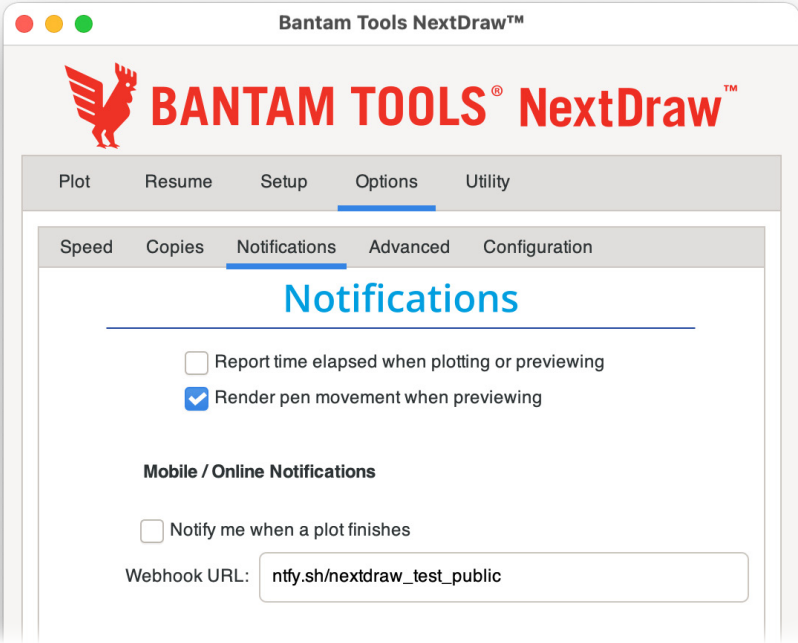 Bantam Tools NextDraw™
BANTAM TOOLS® NextDraw™
Plot Resume Setup Options Utility
Speed Copies Notifications Advanced Configuration
Notifications
Report time elapsed when plotting or previewing
Render pen movement when previewing
Mobile / Online Notifications
Notify me when a plot finishes
Webhook URL: ntfy.sh/nextdraw_test_public